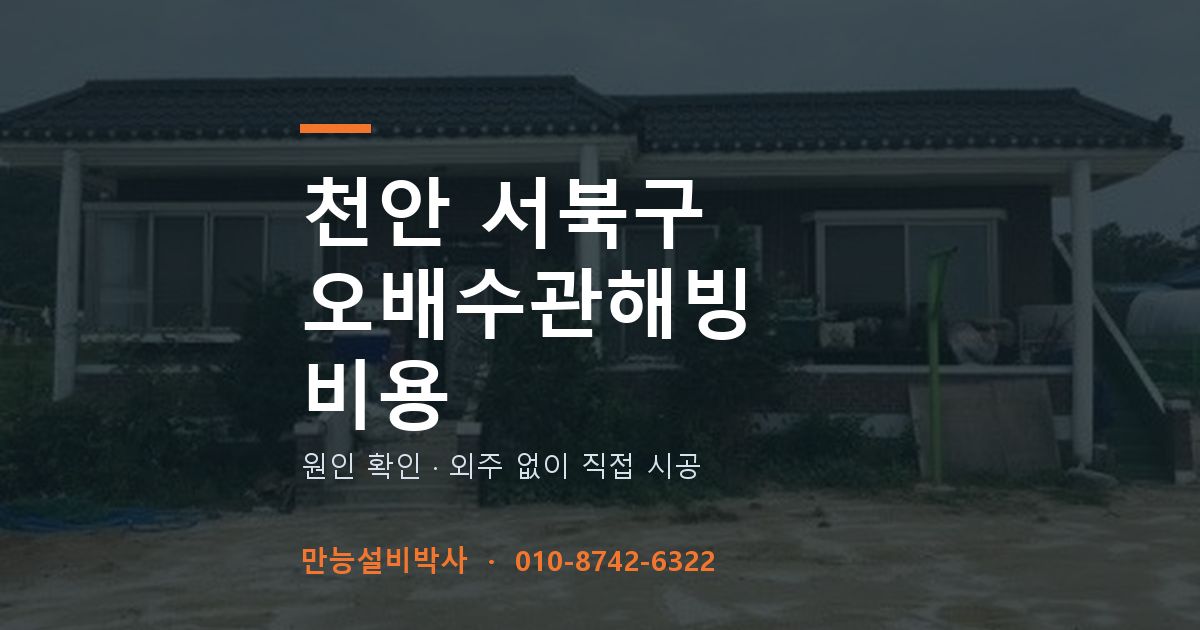 천안 서북구
오배수관해빙
비용
원인 확인 · 외주 없이 직접 시공
만능설비박사 · 010-8742-6322